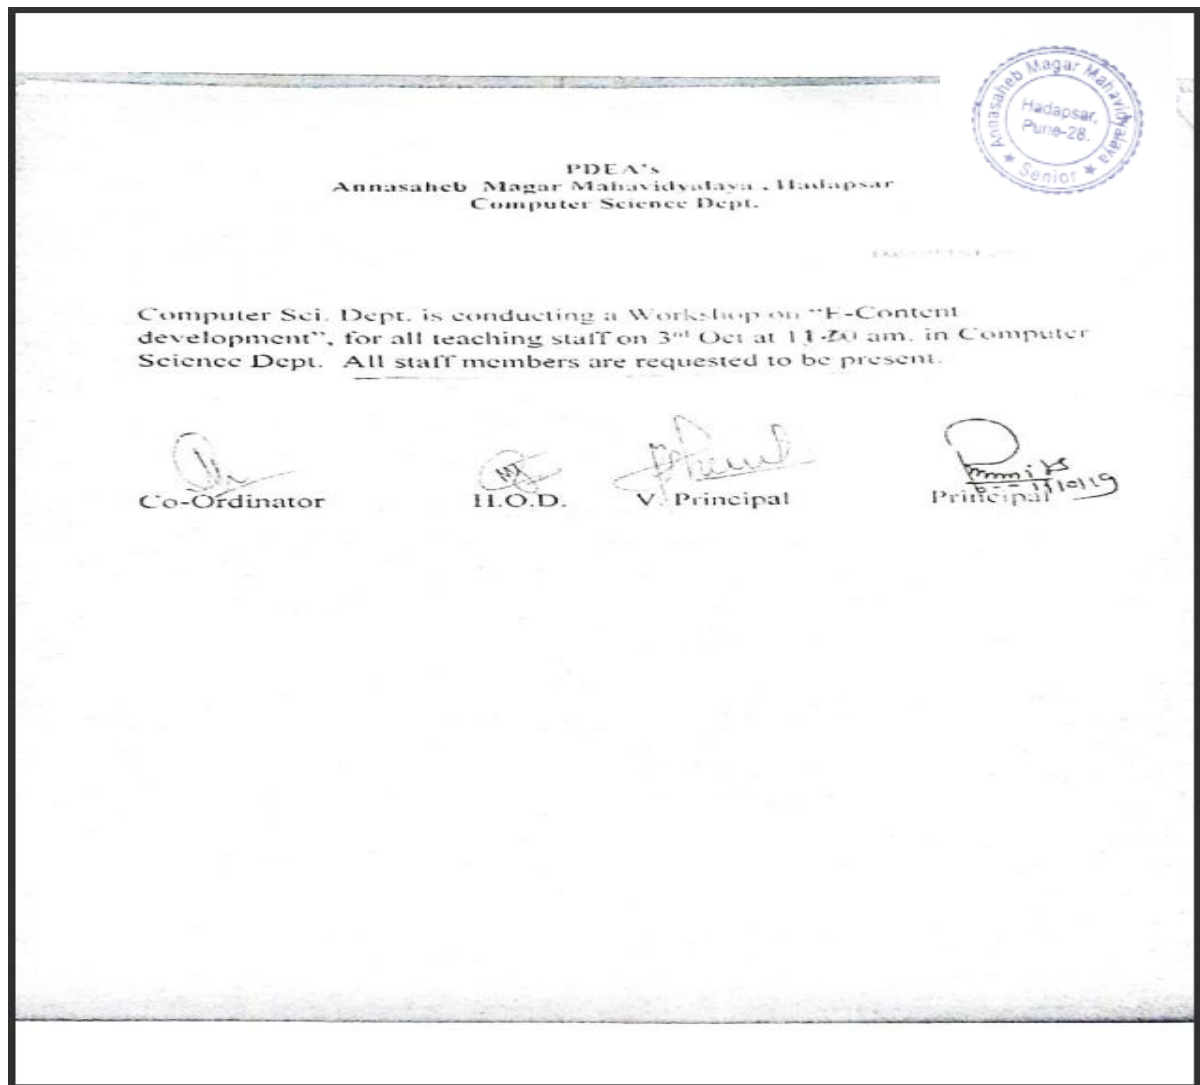 Annasaheb Magar Mahavidyalaya
Hadapsar,
Pune-28.
★ Senior ★
PDEA's
Annasaheb Magar Mahavidyalaya , Hadapsar
Computer Science Dept.
Computer Sci. Dept. is conducting a Workshop on “E-Content
development”, for all teaching staff on 3rd Oct at am. in Computer
Science Dept. All staff members are requested to be present.
Co-Ordinator H.O.D. V. Principal Principal